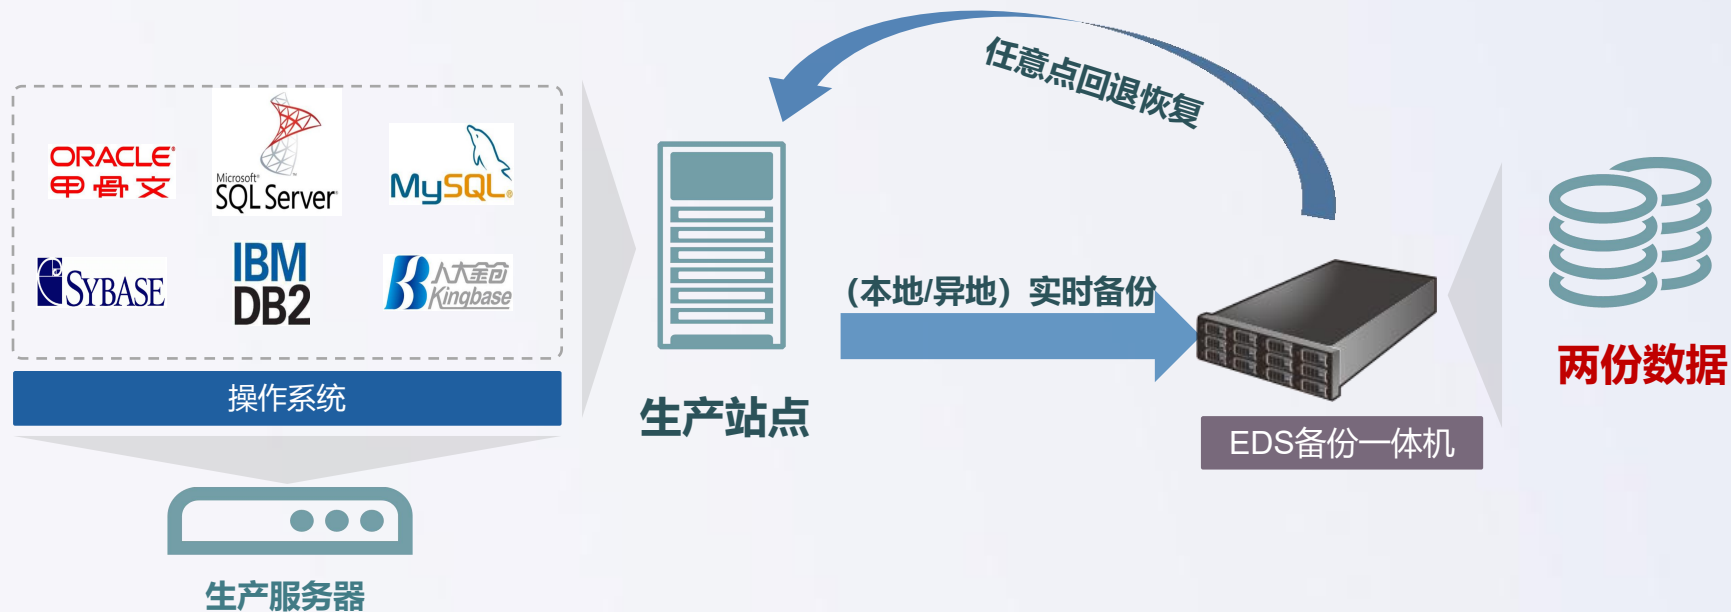 任意点回退恢复
ORACLE
甲骨文
Microsoft
SQL Server
MySQL
SYBASE
IBM
DB2
人大金仓
Kingbase
操作系统
生产服务器
生产站点
（本地/异地）实时备份
EDS备份一体机
两份数据